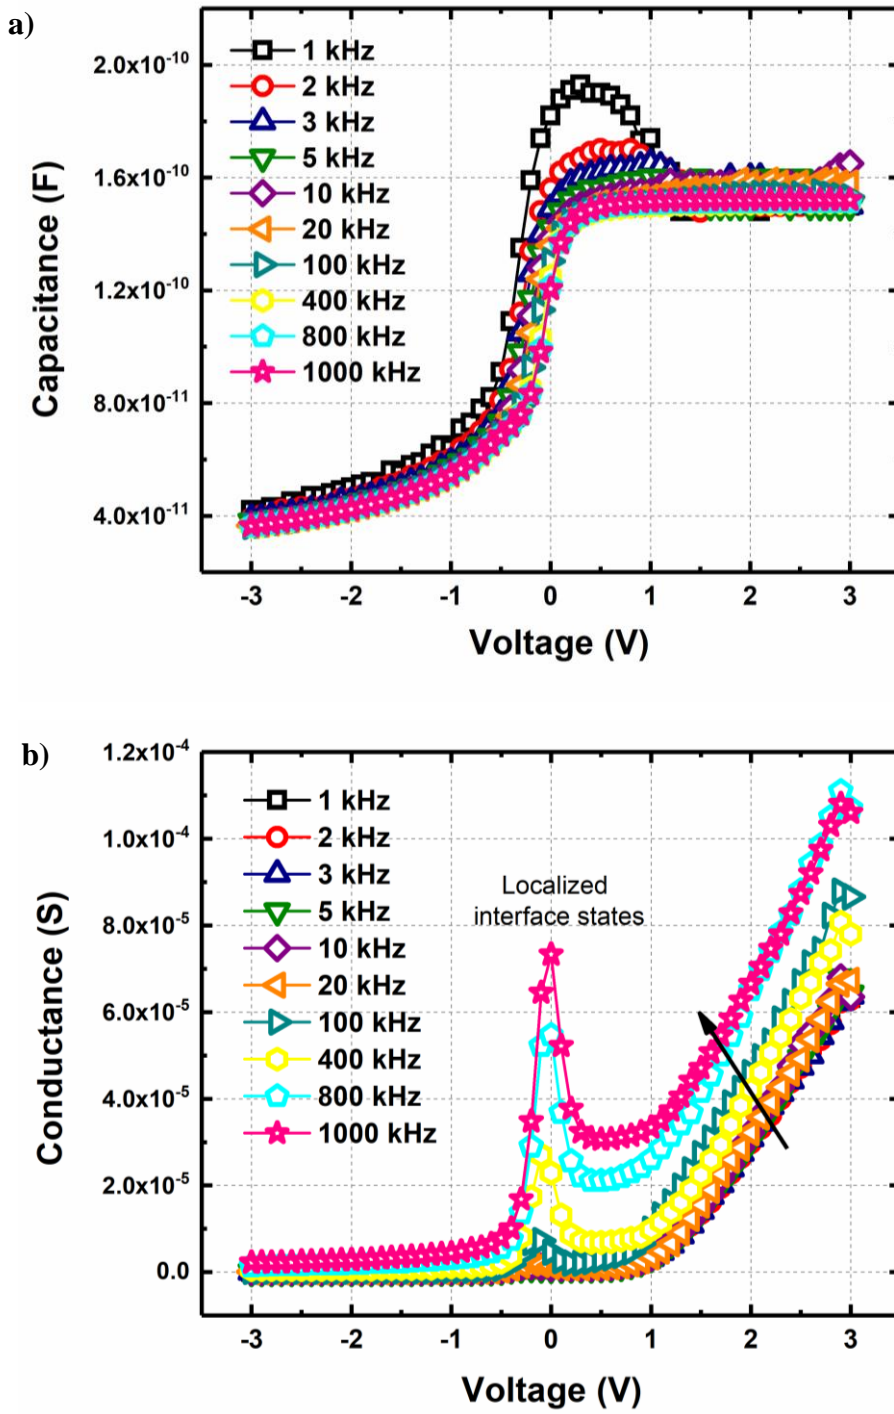 a)
Capacitance (F)
2.0x10⁻¹⁰
1.6x10⁻¹⁰
1.2x10⁻¹⁰
8.0x10⁻¹¹
4.0x10⁻¹¹
1 kHz
2 kHz
3 kHz
5 kHz
10 kHz
20 kHz
100 kHz
400 kHz
800 kHz
1000 kHz
-3 -2 -1 0 1 2 3
Voltage (V)
b)
Conductance (S)
1.2x10⁻⁴
1.0x10⁻⁴
8.0x10⁻⁵
6.0x10⁻⁵
4.0x10⁻⁵
2.0x10⁻⁵
0.0
1 kHz
2 kHz
3 kHz
5 kHz
10 kHz
20 kHz
100 kHz
400 kHz
800 kHz
1000 kHz
Localized
interface states
-3 -2 -1 0 1 2 3
Voltage (V)